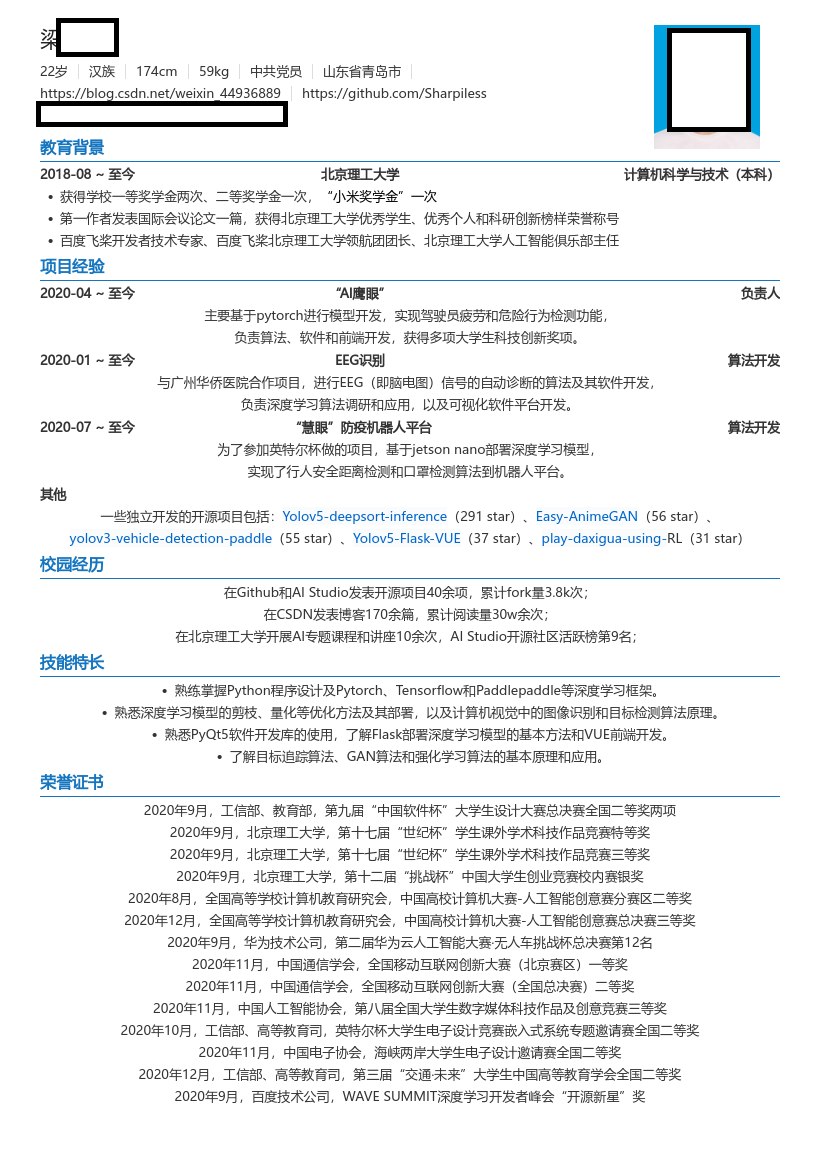 梁
22岁 汉族 174cm 59kg 中共党员 山东省青岛市
https://blog.csdn.net/weixin_44936889 https://github.com/Sharpiless
教育背景
2018-08 ~ 至今 北京理工大学 计算机科学与技术（本科）
• 获得学校一等奖学金两次、二等奖学金一次，“小米奖学金”一次
• 第一作者发表国际会议论文一篇，获得北京理工大学优秀学生、优秀个人和科研创新榜样荣誉称号
• 百度飞桨开发者技术专家、百度飞桨北京理工大学领航团团长、北京理工大学人工智能俱乐部主任
项目经验
2020-04 ~ 至今 “AI鹰眼” 负责人
主要基于pytorch进行模型开发，实现驾驶员疲劳和危险行为检测功能，
负责算法、软件和前端开发，获得多项大学生科技创新奖项。
2020-01 ~ 至今 EEG识别 算法开发
与广州华侨医院合作项目，进行EEG（即脑电图）信号的自动诊断的算法及其软件开发，
负责深度学习算法调研和应用，以及可视化软件平台开发。
2020-07 ~ 至今 “慧眼”防疫机器人平台 算法开发
为了参加英特尔杯做的项目，基于jetson nano部署深度学习模型，
实现了行人安全距离检测和口罩检测算法到机器人平台。
其他
一些独立开发的开源项目包括：Yolov5-deepsort-inference（291 star）、Easy-AnimeGAN（56 star）、
yolov3-vehicle-detection-paddle（55 star）、Yolov5-Flask-VUE（37 star）、play-daxigua-using-RL（31 star）
校园经历
在Github和AI Studio发表开源项目40余项，累计fork量3.8k次；
在CSDN发表博客170余篇，累计阅读量30w余次；
在北京理工大学开展AI专题课程和讲座10余次，AI Studio开源社区活跃榜第9名；
技能特长
• 熟练掌握Python程序设计及Pytorch、Tensorflow和Paddlepaddle等深度学习框架。
• 熟悉深度学习模型的剪枝、量化等优化方法及其部署，以及计算机视觉中的图像识别和目标检测算法原理。
• 熟悉PyQt5软件开发库的使用，了解Flask部署深度学习模型的基本方法和VUE前端开发。
• 了解目标追踪算法、GAN算法和强化学习算法的基本原理和应用。
荣誉证书
2020年9月，工信部、教育部，第九届“中国软件杯”大学生设计大赛总决赛全国二等奖两项
2020年9月，北京理工大学，第十七届“世纪杯”学生课外学术科技作品竞赛特等奖
2020年9月，北京理工大学，第十七届“世纪杯”学生课外学术科技作品竞赛三等奖
2020年9月，北京理工大学，第十二届“挑战杯”中国大学生创业竞赛校内赛银奖
2020年8月，全国高等学校计算机教育研究会，中国高校计算机大赛-人工智能创意赛分赛区二等奖
2020年12月，全国高等学校计算机教育研究会，中国高校计算机大赛-人工智能创意赛总决赛三等奖
2020年9月，华为技术公司，第二届华为云人工智能大赛·无人车挑战杯总决赛第12名
2020年11月，中国通信学会，全国移动互联网创新大赛（北京赛区）一等奖
2020年11月，中国通信学会，全国移动互联网创新大赛（全国总决赛）二等奖
2020年11月，中国人工智能协会，第八届全国大学生数字媒体科技作品及创意竞赛三等奖
2020年10月，工信部、高等教育司，英特尔杯大学生电子设计竞赛嵌入式系统专题邀请赛全国二等奖
2020年11月，中国电子协会，海峡两岸大学生电子设计邀请赛全国二等奖
2020年12月，工信部、高等教育司，第三届“交通·未来”大学生中国高等教育学会全国二等奖
2020年9月，百度技术公司，WAVE SUMMIT深度学习开发者峰会“开源新星”奖